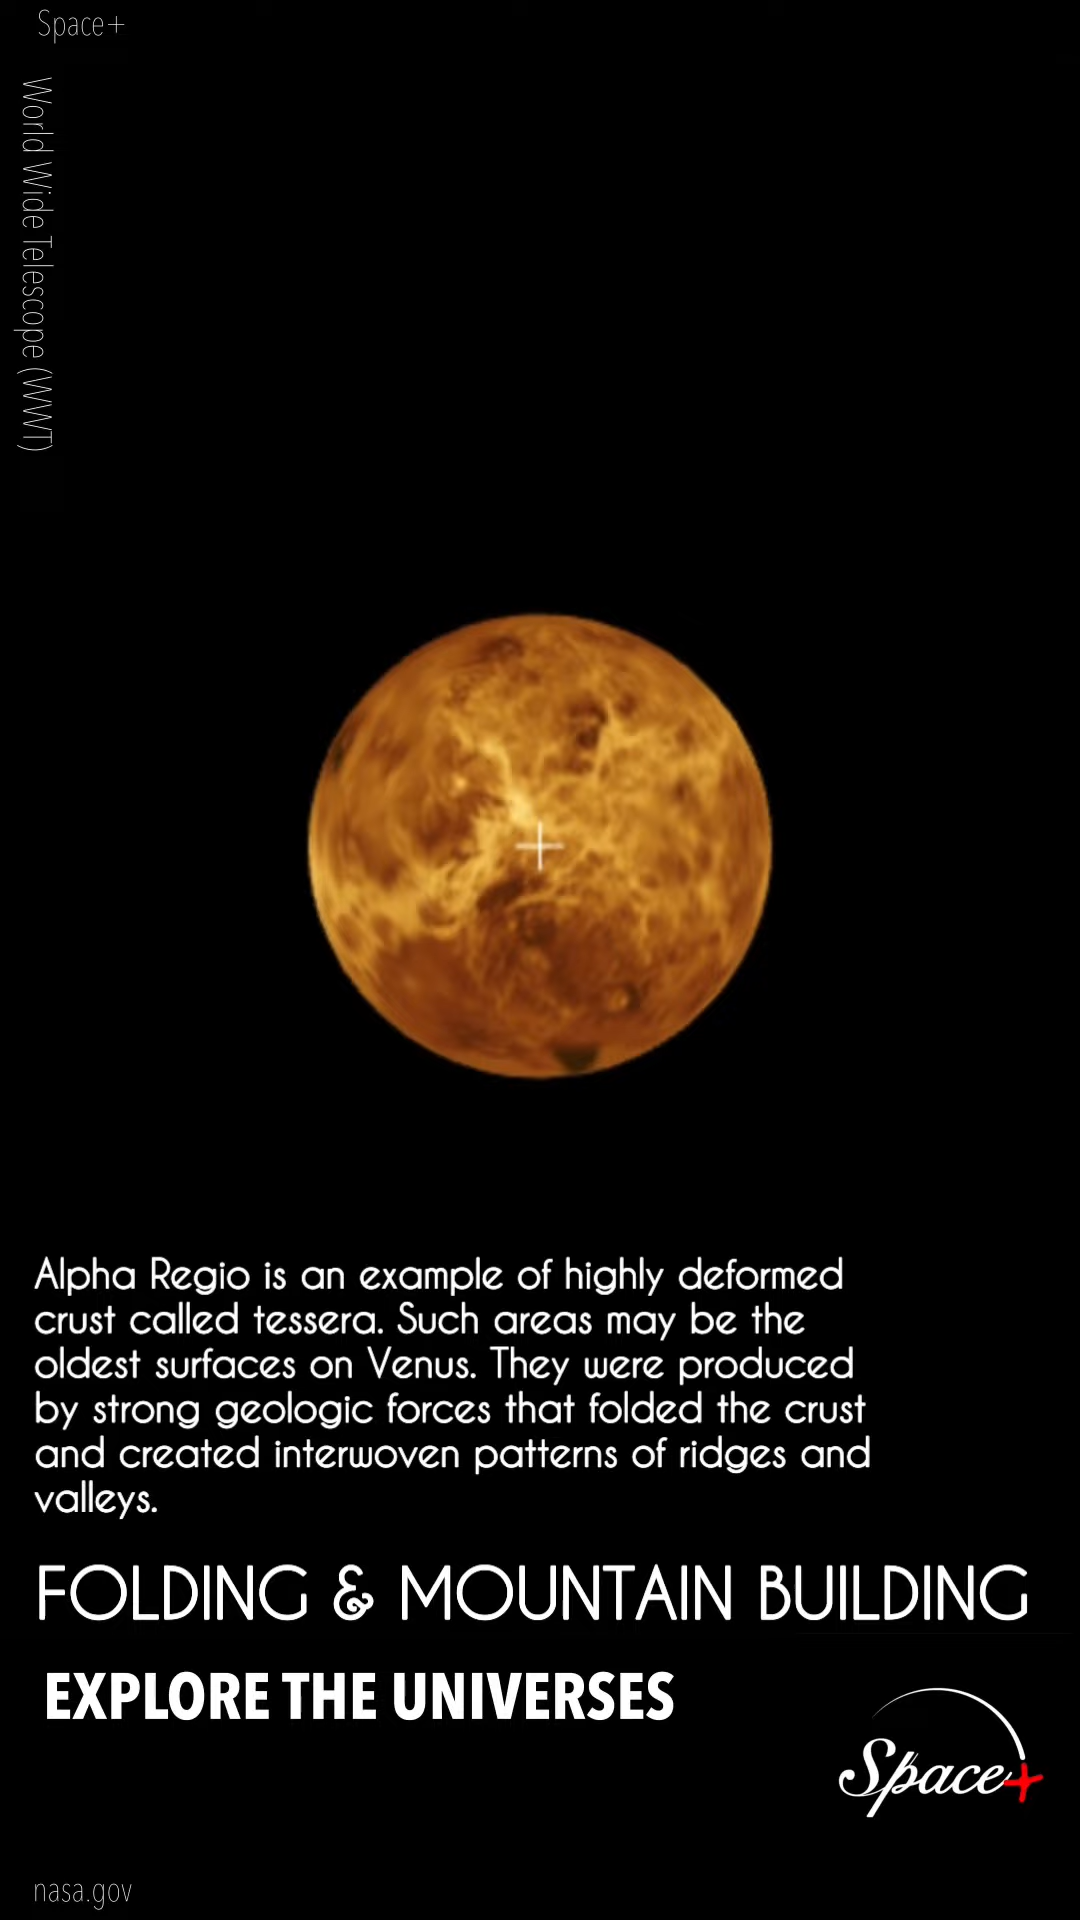 Space+
World Wide Telescope (WWT)
Alpha Regio is an example of highly deformed
crust called tessera. Such areas may be the
oldest surfaces on Venus. They were produced
by strong geologic forces that folded the crust
and created interwoven patterns of ridges and
valleys.
FOLDING & MOUNTAIN BUILDING
EXPLORE THE UNIVERSES
Space+
nasa.gov